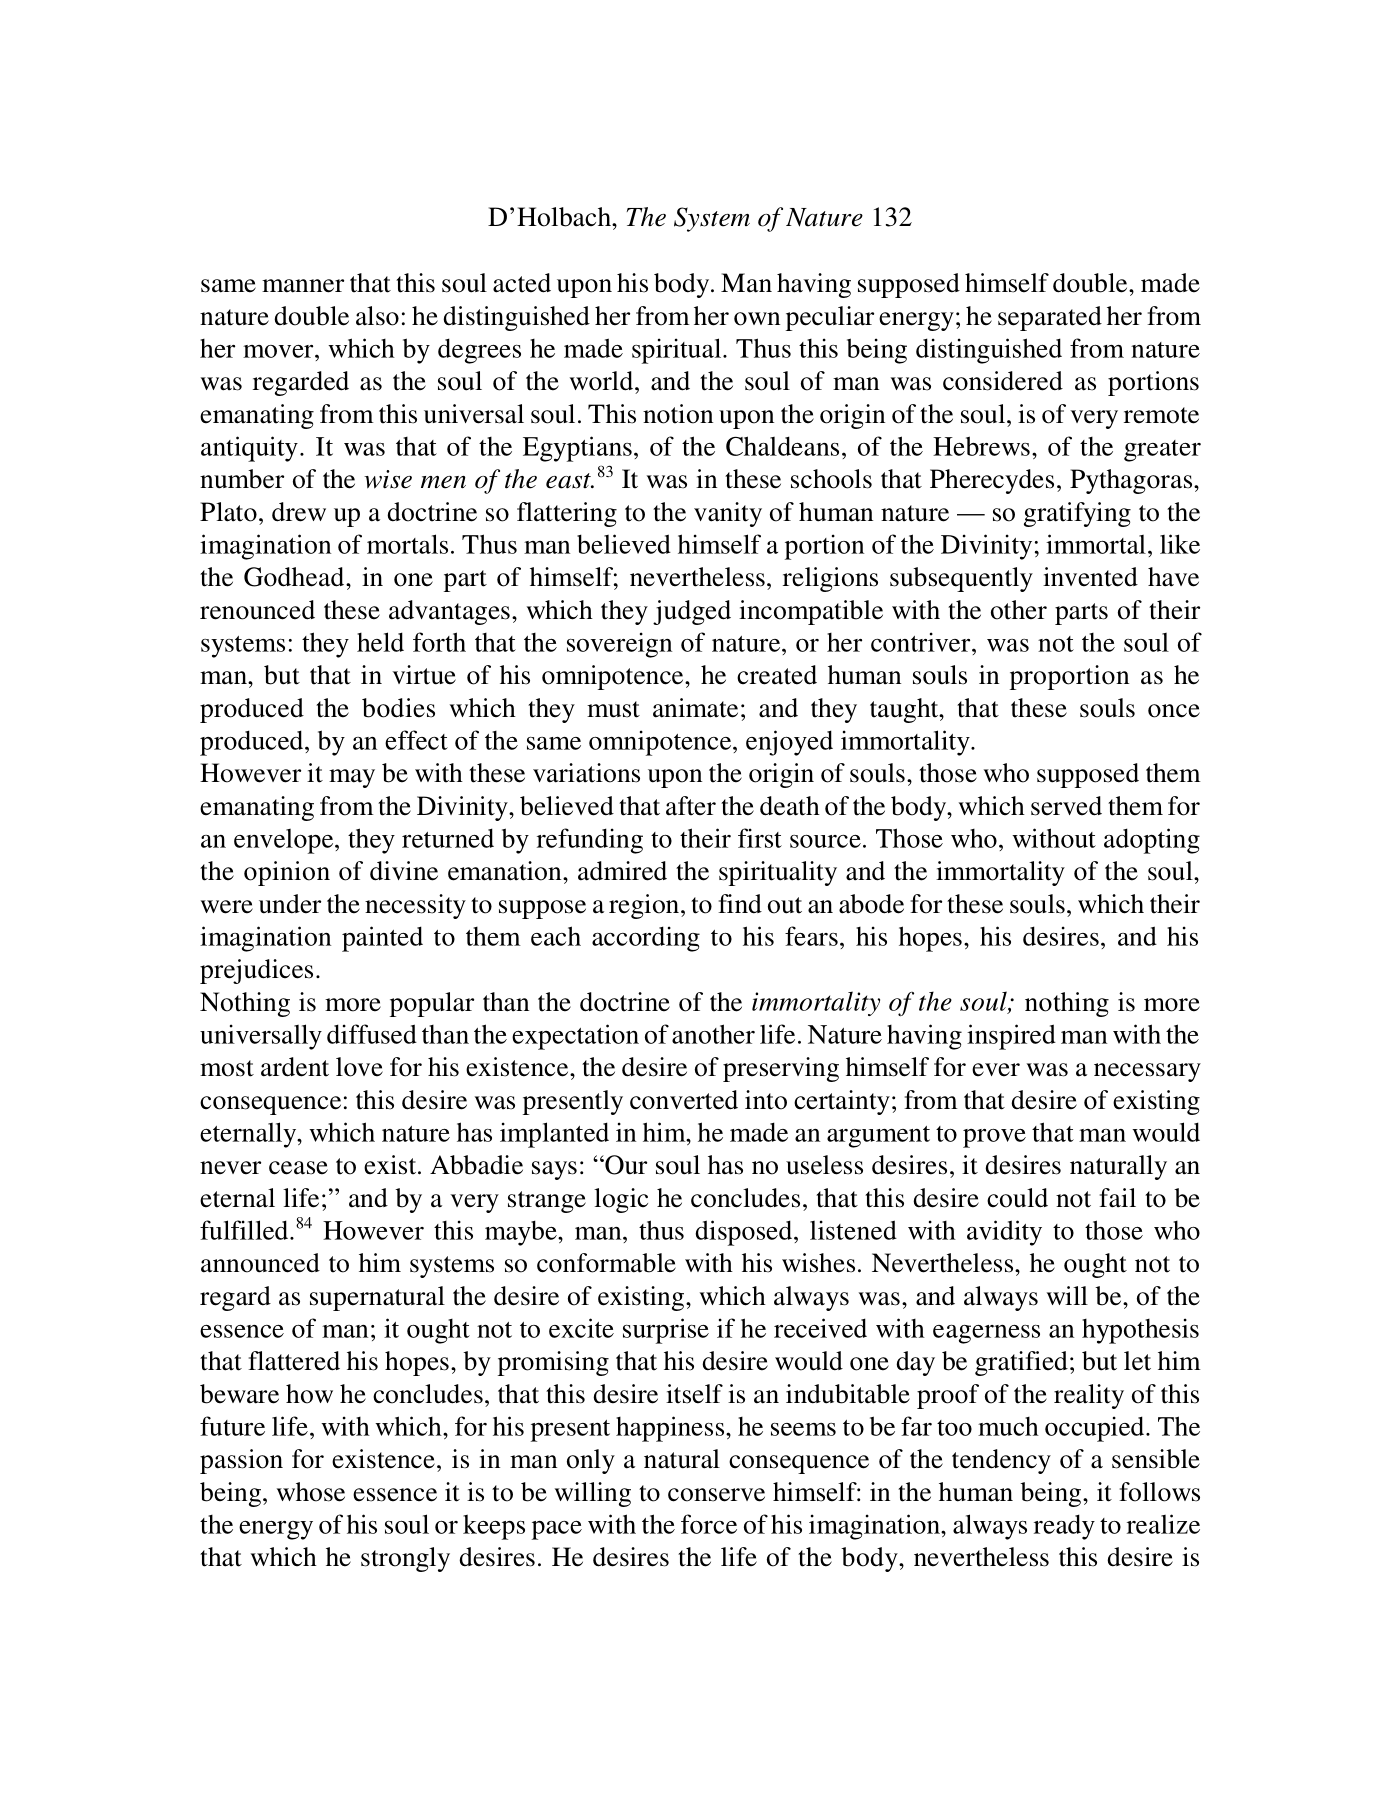 D’Holbach, The System of Nature 132
same manner that this soul acted upon his body. Man having supposed himself double, made
nature double also: he distinguished her from her own peculiar energy; he separated her from
her mover, which by degrees he made spiritual. Thus this being distinguished from nature
was regarded as the soul of the world, and the soul of man was considered as portions
emanating from this universal soul. This notion upon the origin of the soul, is of very remote
antiquity. It was that of the Egyptians, of the Chaldeans, of the Hebrews, of the greater
number of the wise men of the east.83 It was in these schools that Pherecydes, Pythagoras,
Plato, drew up a doctrine so flattering to the vanity of human nature — so gratifying to the
imagination of mortals. Thus man believed himself a portion of the Divinity; immortal, like
the Godhead, in one part of himself; nevertheless, religions subsequently invented have
renounced these advantages, which they judged incompatible with the other parts of their
systems: they held forth that the sovereign of nature, or her contriver, was not the soul of
man, but that in virtue of his omnipotence, he created human souls in proportion as he
produced the bodies which they must animate; and they taught, that these souls once
produced, by an effect of the same omnipotence, enjoyed immortality.
However it may be with these variations upon the origin of souls, those who supposed them
emanating from the Divinity, believed that after the death of the body, which served them for
an envelope, they returned by refunding to their first source. Those who, without adopting
the opinion of divine emanation, admired the spirituality and the immortality of the soul,
were under the necessity to suppose a region, to find out an abode for these souls, which their
imagination painted to them each according to his fears, his hopes, his desires, and his
prejudices.
Nothing is more popular than the doctrine of the immortality of the soul; nothing is more
universally diffused than the expectation of another life. Nature having inspired man with the
most ardent love for his existence, the desire of preserving himself for ever was a necessary
consequence: this desire was presently converted into certainty; from that desire of existing
eternally, which nature has implanted in him, he made an argument to prove that man would
never cease to exist. Abbadie says: “Our soul has no useless desires, it desires naturally an
eternal life;” and by a very strange logic he concludes, that this desire could not fail to be
fulfilled.84 However this maybe, man, thus disposed, listened with avidity to those who
announced to him systems so conformable with his wishes. Nevertheless, he ought not to
regard as supernatural the desire of existing, which always was, and always will be, of the
essence of man; it ought not to excite surprise if he received with eagerness an hypothesis
that flattered his hopes, by promising that his desire would one day be gratified; but let him
beware how he concludes, that this desire itself is an indubitable proof of the reality of this
future life, with which, for his present happiness, he seems to be far too much occupied. The
passion for existence, is in man only a natural consequence of the tendency of a sensible
being, whose essence it is to be willing to conserve himself: in the human being, it follows
the energy of his soul or keeps pace with the force of his imagination, always ready to realize
that which he strongly desires. He desires the life of the body, nevertheless this desire is